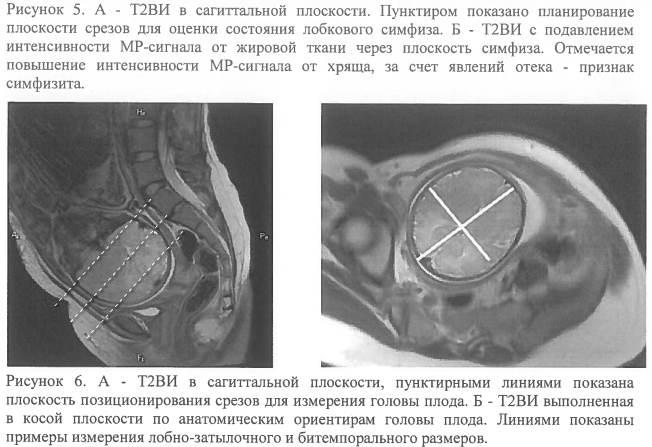 Рисунок 5. А - Т2ВИ в сагиттальной плоскости. Пунктиром показано планирование
плоскости срезов для оценки состояния лобкового симфиза. Б - Т2ВИ с подавлением
интенсивности МР-сигнала от жировой ткани через плоскость симфиза. Отмечается
повышение интенсивности МР-сигнала от хряща, за счет явлений отека - признак
симфизита.
Рисунок 6. А - Т2ВИ в сагиттальной плоскости, пунктирными линиями показана
плоскость позиционирования срезов для измерения головы плода. Б - Т2ВИ выполненная
в косой плоскости по анатомическим ориентирам головы плода. Линиями показаны
примеры измерения лобно-затылочного и битемпорального размеров.